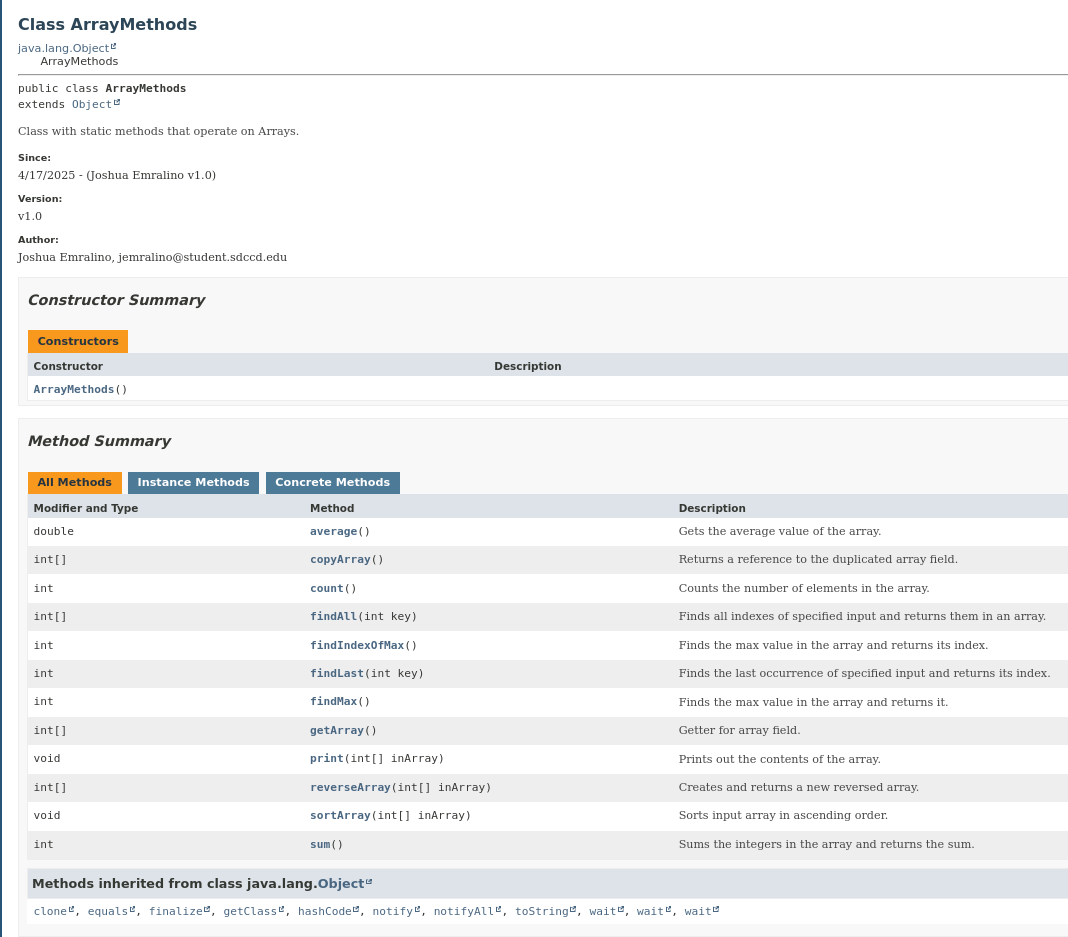 Class ArrayMethods
java.lang.Object
ArrayMethods
public class ArrayMethods
extends Object
Class with static methods that operate on Arrays.
Since:
4/17/2025 - (Joshua Emralino v1.0)
Version:
v1.0
Author:
Joshua Emralino, jemralino@student.sdccd.edu
Constructor Summary
Constructors
Constructor Description
ArrayMethods()
Method Summary
All Methods Instance Methods Concrete Methods
Modifier and Type Method Description
double average() Gets the average value of the array.
int[] copyArray() Returns a reference to the duplicated array field.
int count() Counts the number of elements in the array.
int[] findAll(int key) Finds all indexes of specified input and returns them in an array.
int findIndexOfMax() Finds the max value in the array and returns its index.
int findLast(int key) Finds the last occurrence of specified input and returns its index.
int findMax() Finds the max value in the array and returns it.
int[] getArray() Getter for array field.
void print(int[] inArray) Prints out the contents of the array.
int[] reverseArray(int[] inArray) Creates and returns a new reversed array.
void sortArray(int[] inArray) Sorts input array in ascending order.
int sum() Sums the integers in the array and returns the sum.
Methods inherited from class java.lang.Object
clone, equals, finalize, getClass, hashCode, notify, notifyAll, toString, wait, wait, wait